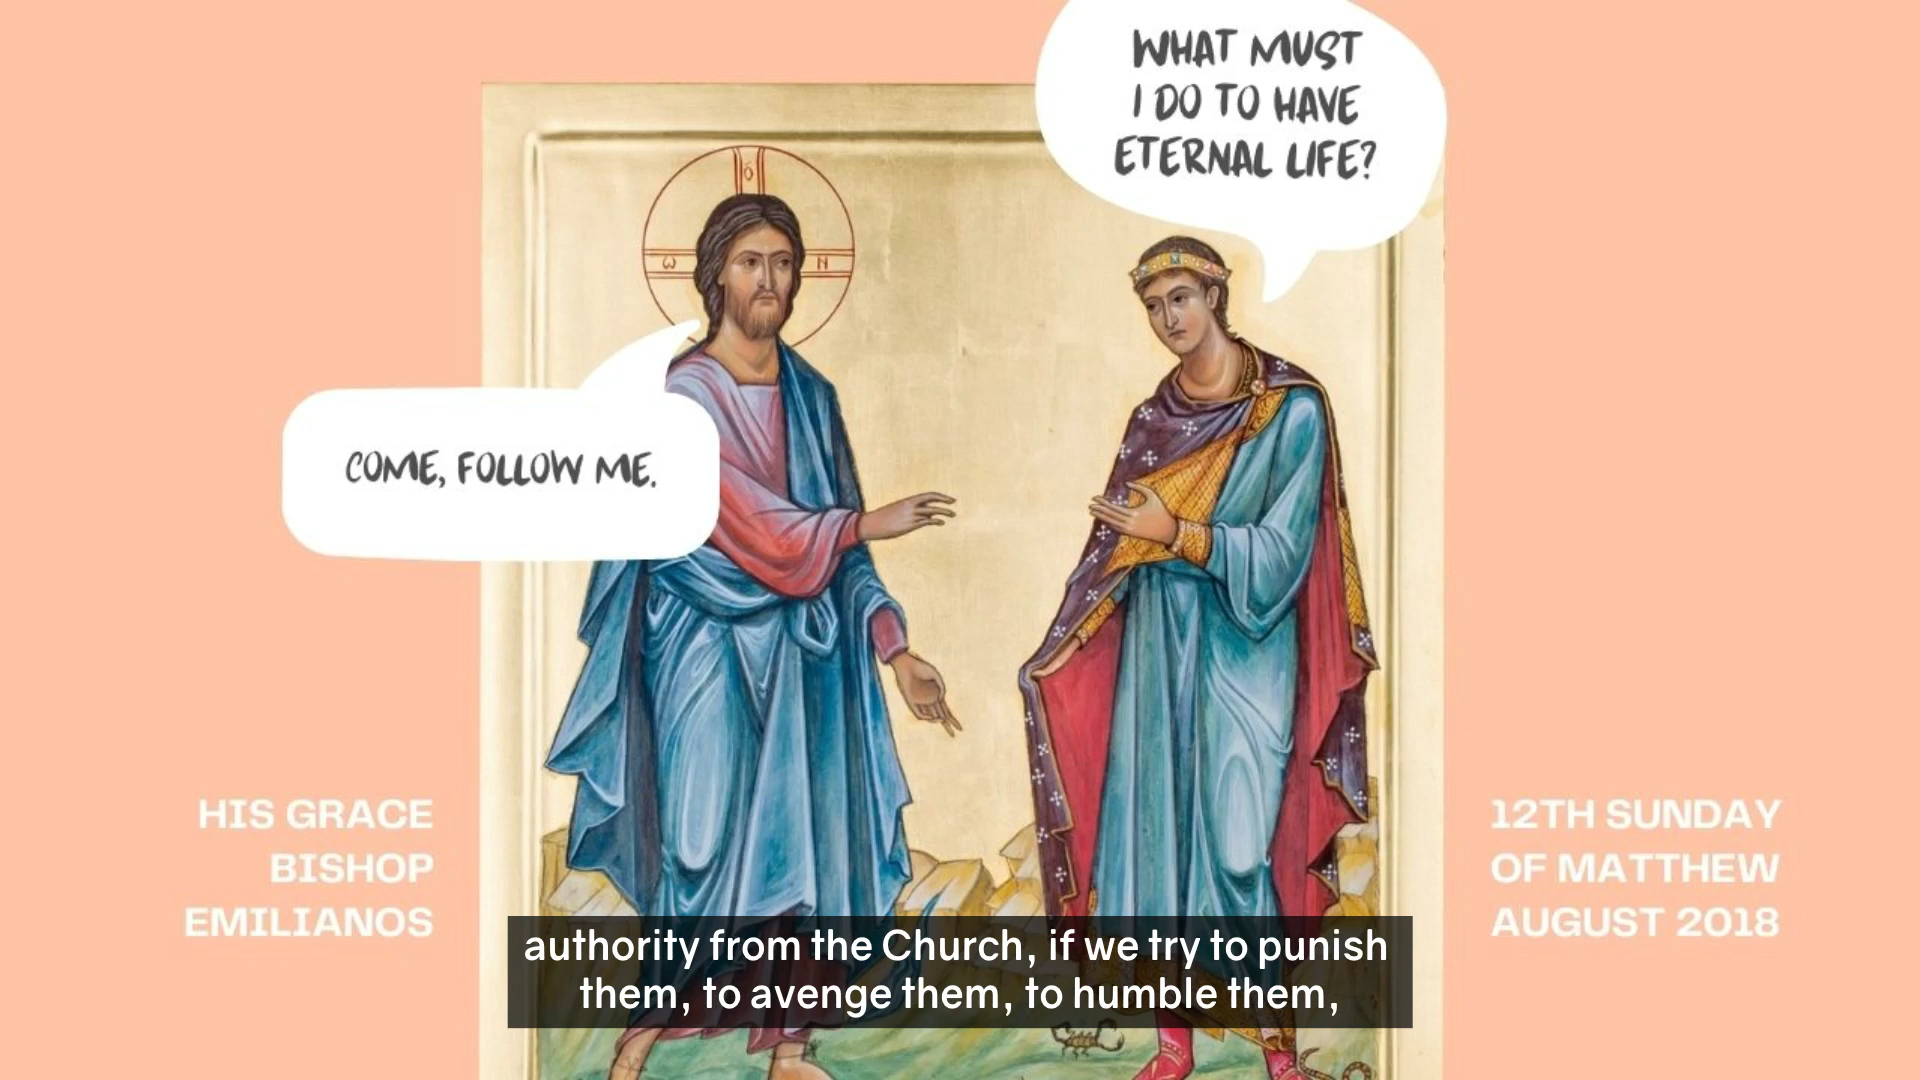 WHAT MUST
I DO TO HAVE
ETERNAL LIFE?
Ὁ
Ω
Ν
COME, FOLLOW ME.
HIS GRACE
BISHOP
EMILIANOS
12TH SUNDAY
OF MATTHEW
AUGUST 2018
authority from the Church, if we try to punish
them, to avenge them, to humble them,